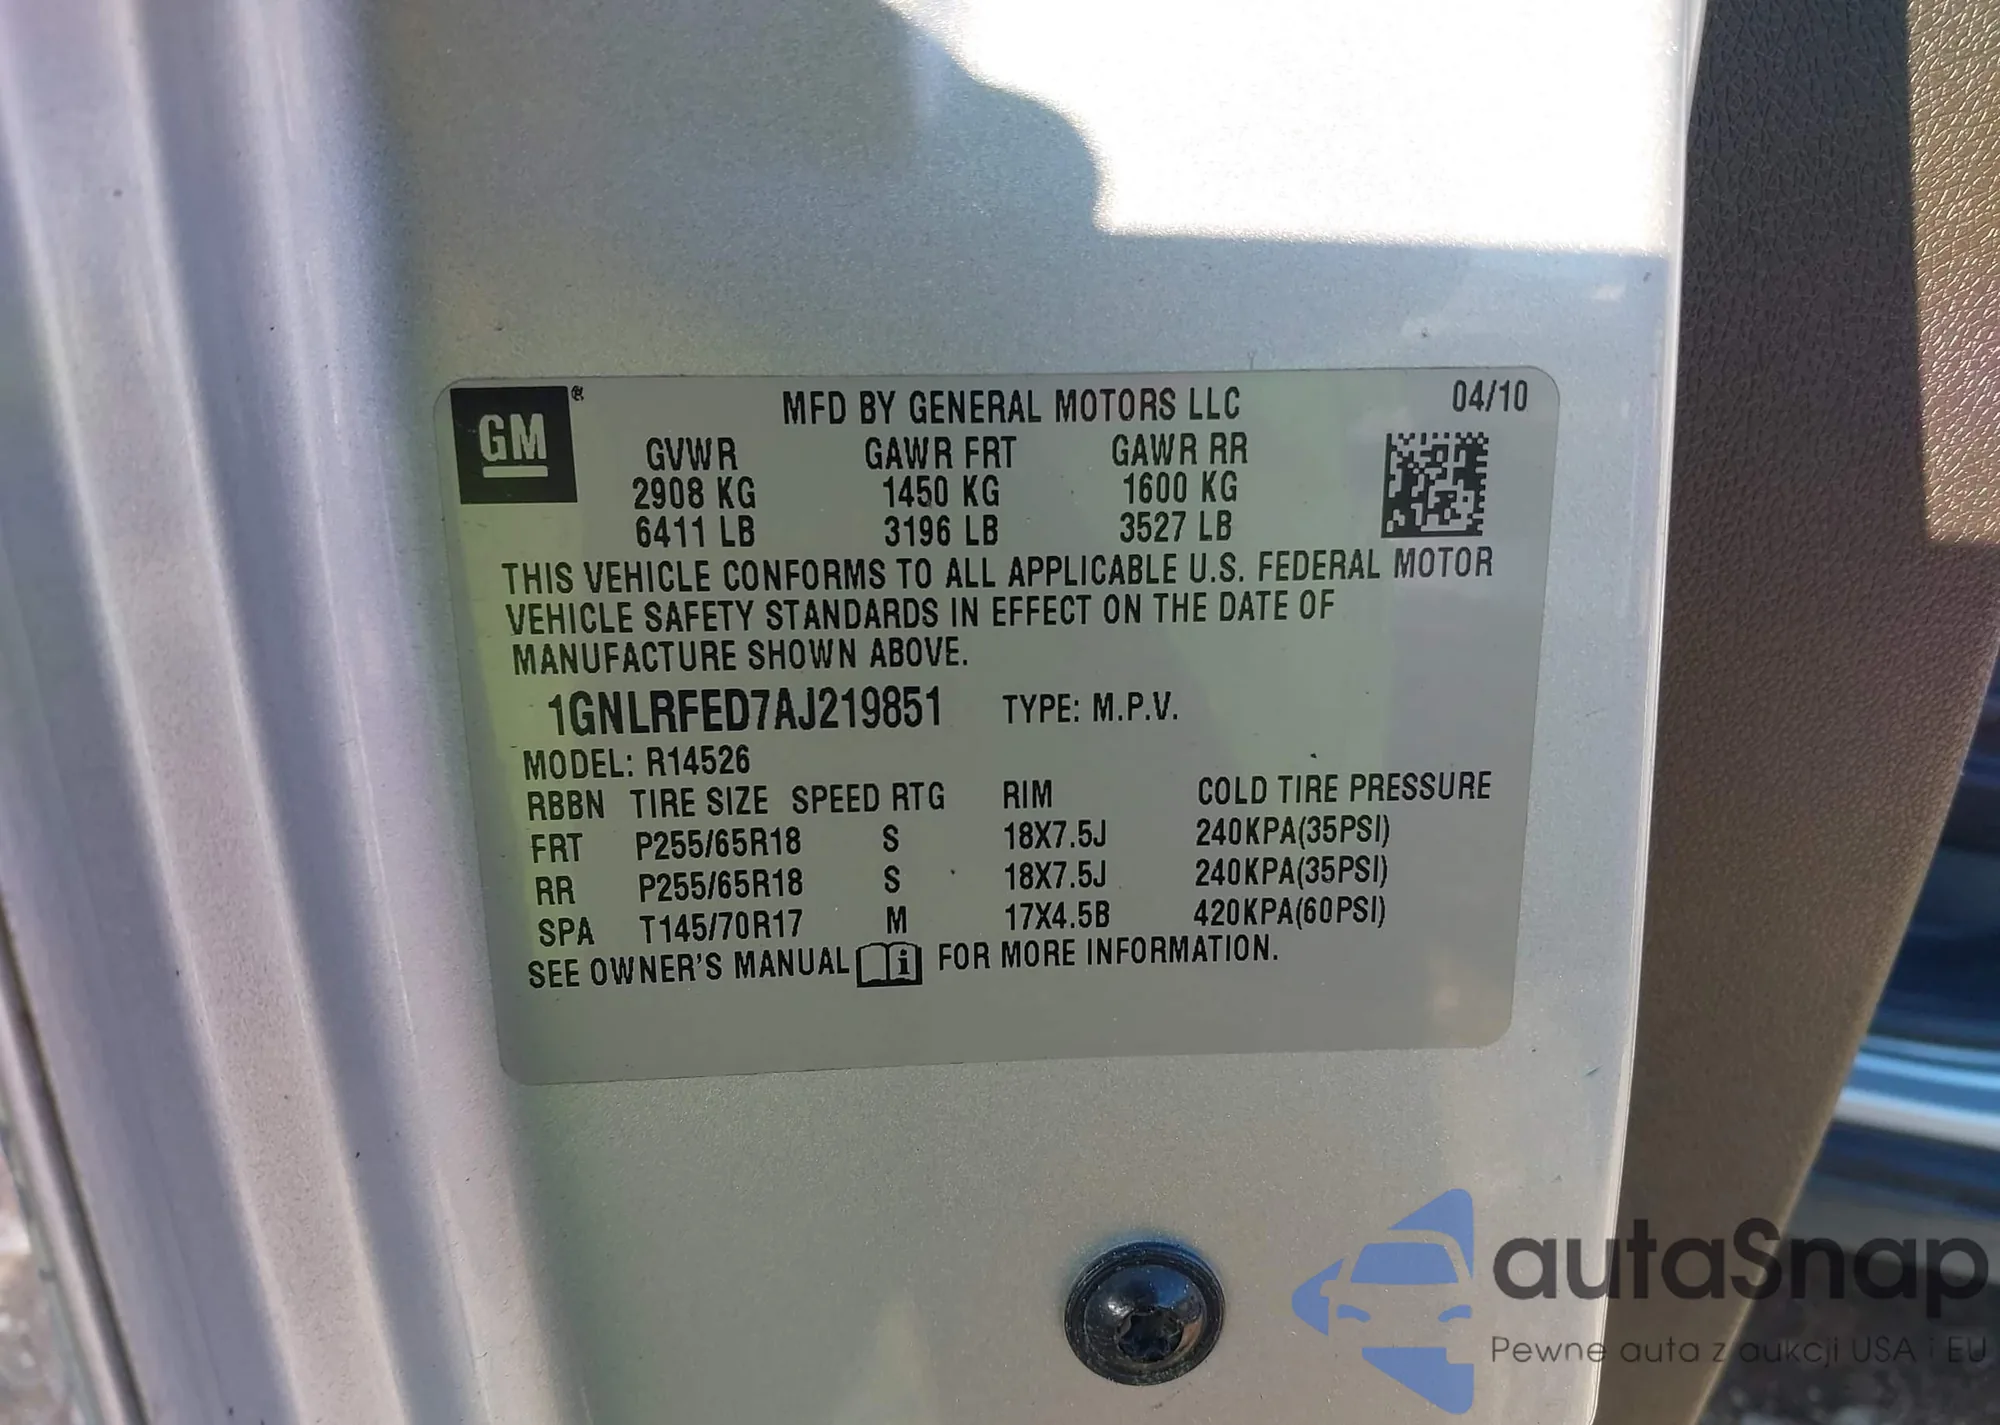 GM®
MFD BY GENERAL MOTORS LLC 04/10
GVWR GAWR FRT GAWR RR
2908 KG 1450 KG 1600 KG
6411 LB 3196 LB 3527 LB
THIS VEHICLE CONFORMS TO ALL APPLICABLE U.S. FEDERAL MOTOR
VEHICLE SAFETY STANDARDS IN EFFECT ON THE DATE OF
MANUFACTURE SHOWN ABOVE.
1GNLRFED7AJ219851 TYPE: M.P.V.
MODEL: R14526
RBBN TIRE SIZE SPEED RTG RIM COLD TIRE PRESSURE
FRT P255/65R18 S 18X7.5J 240KPA(35PSI)
RR P255/65R18 S 18X7.5J 240KPA(35PSI)
SPA T145/70R17 M 17X4.5B 420KPA(60PSI)
SEE OWNER'S MANUAL i FOR MORE INFORMATION.
autaSnap
Pewne auta z aukcji USA i EU